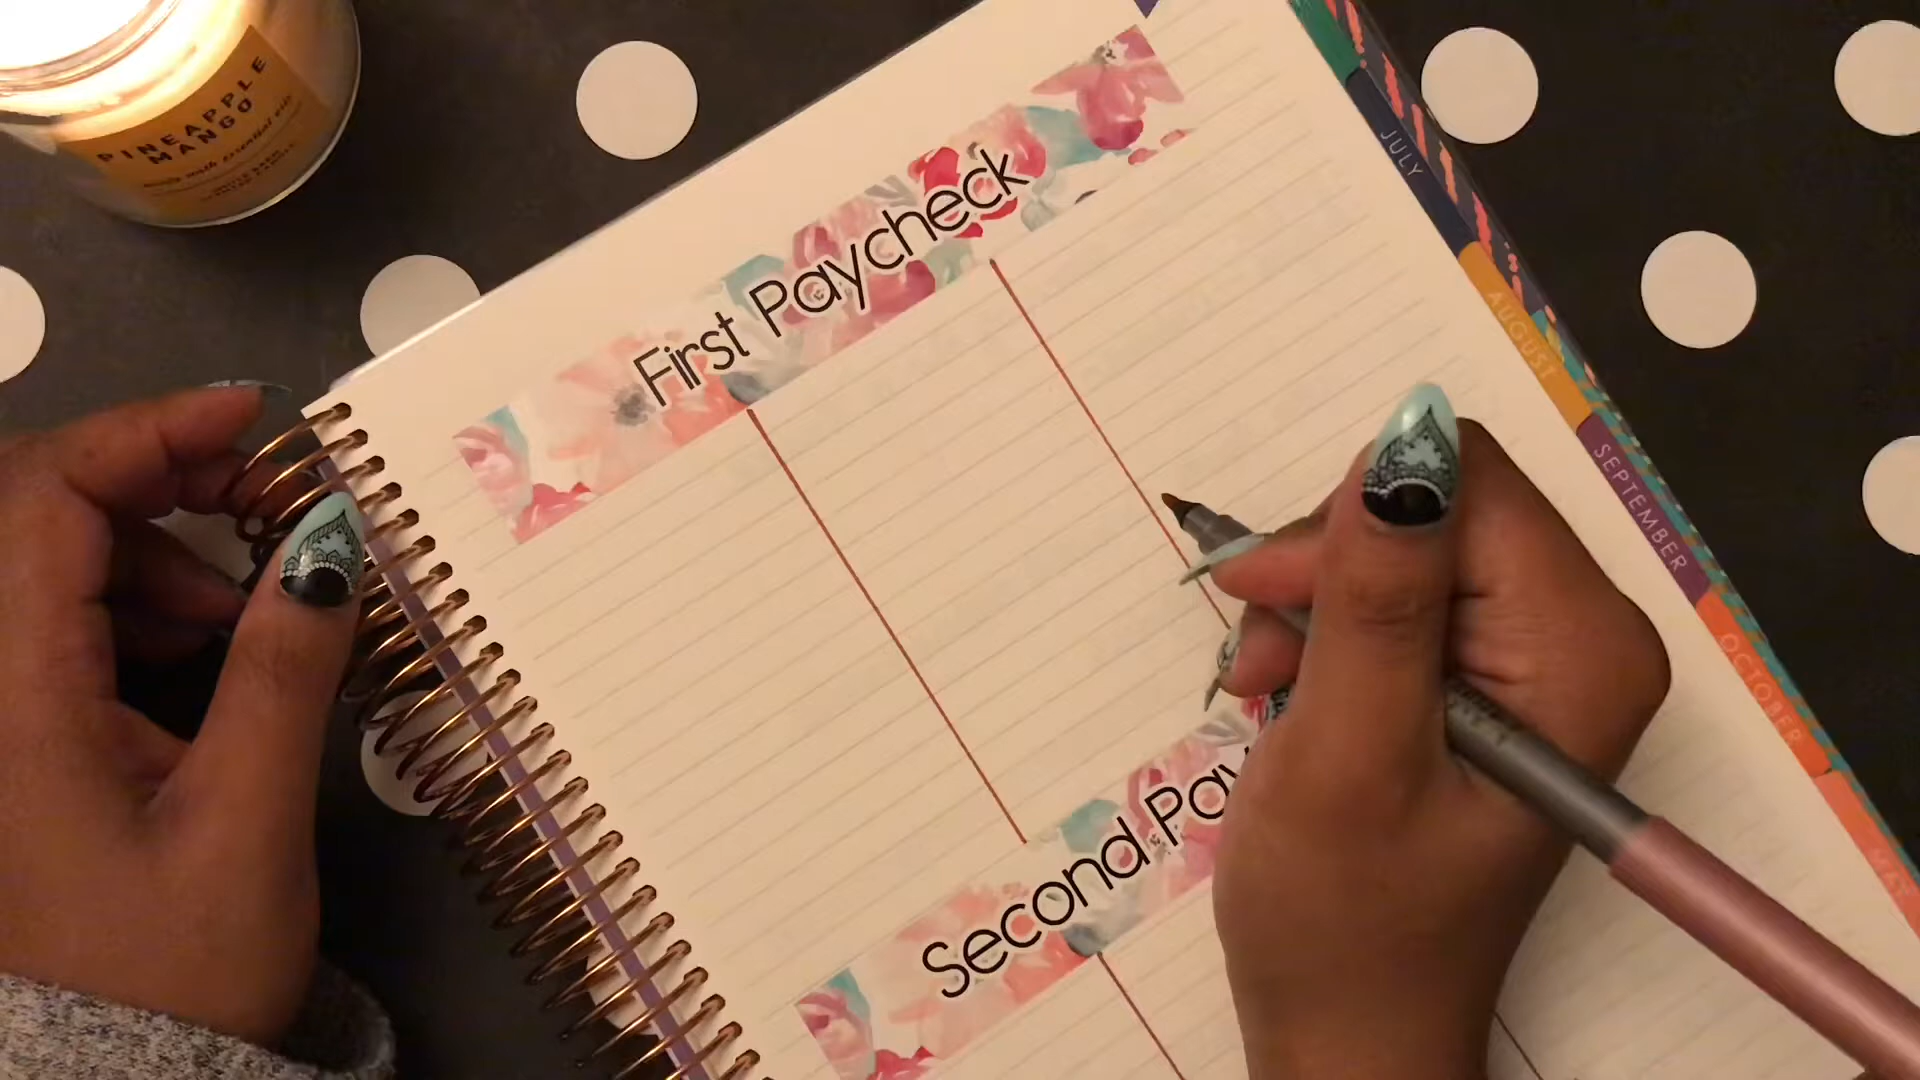 PINEAPPLE
MANGO
First Paycheck
Second Pay
JULY
AUGUST
SEPTEMBER
OCTOBER